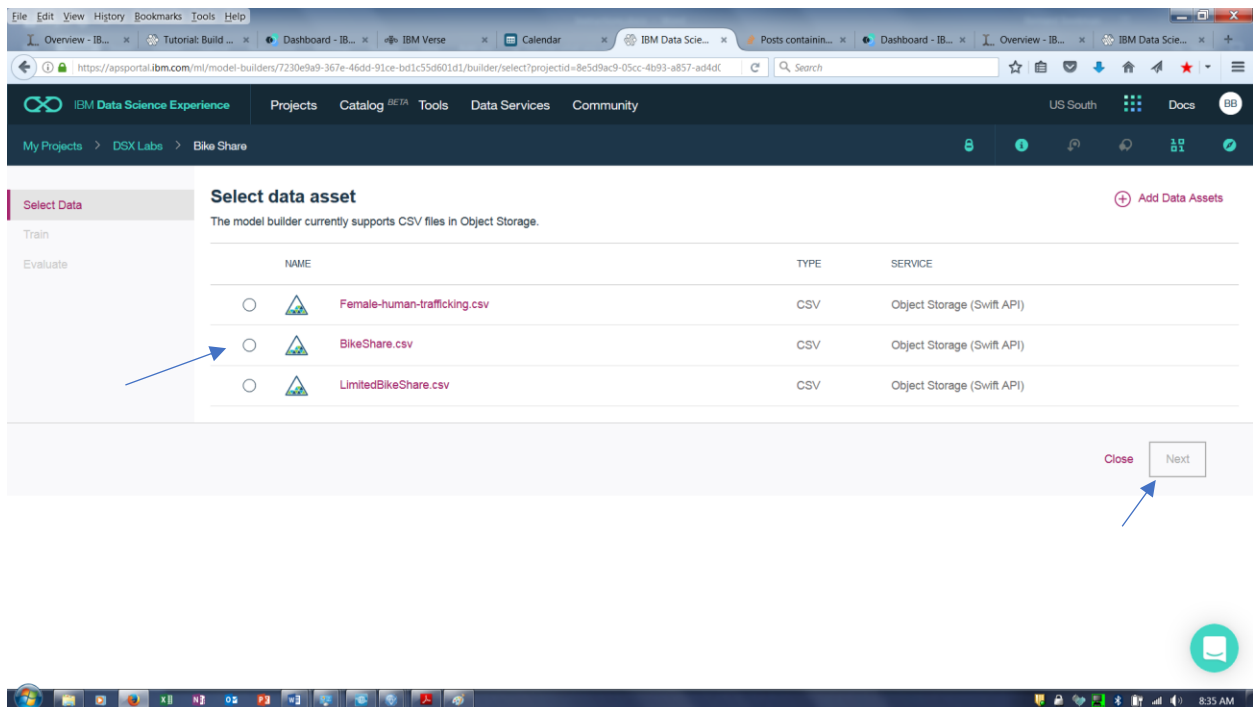 File Edit View History Bookmarks Tools Help
Overview - IB... Tutorial: Build ... Dashboard - IB... IBM Verse Calendar IBM Data Scie... Posts containin... Dashboard - IB... Overview - IB... IBM Data Scie...
https://apsportal.ibm.com/ml/model-builders/7230e9a9-367e-46dd-91ce-bd1c55d601d1/builder/select?projectid=8e5d9ac9-05cc-4b93-a857-ad4d( Search
IBM Data Science Experience Projects Catalog BETA Tools Data Services Community US South Docs BB
My Projects > DSX Labs > Bike Share
Select Data
Train
Evaluate
Select data asset
Add Data Assets
The model builder currently supports CSV files in Object Storage.
NAME TYPE SERVICE
Female-human-trafficking.csv CSV Object Storage (Swift API)
BikeShare.csv CSV Object Storage (Swift API)
LimitedBikeShare.csv CSV Object Storage (Swift API)
Close Next
8:35 AM